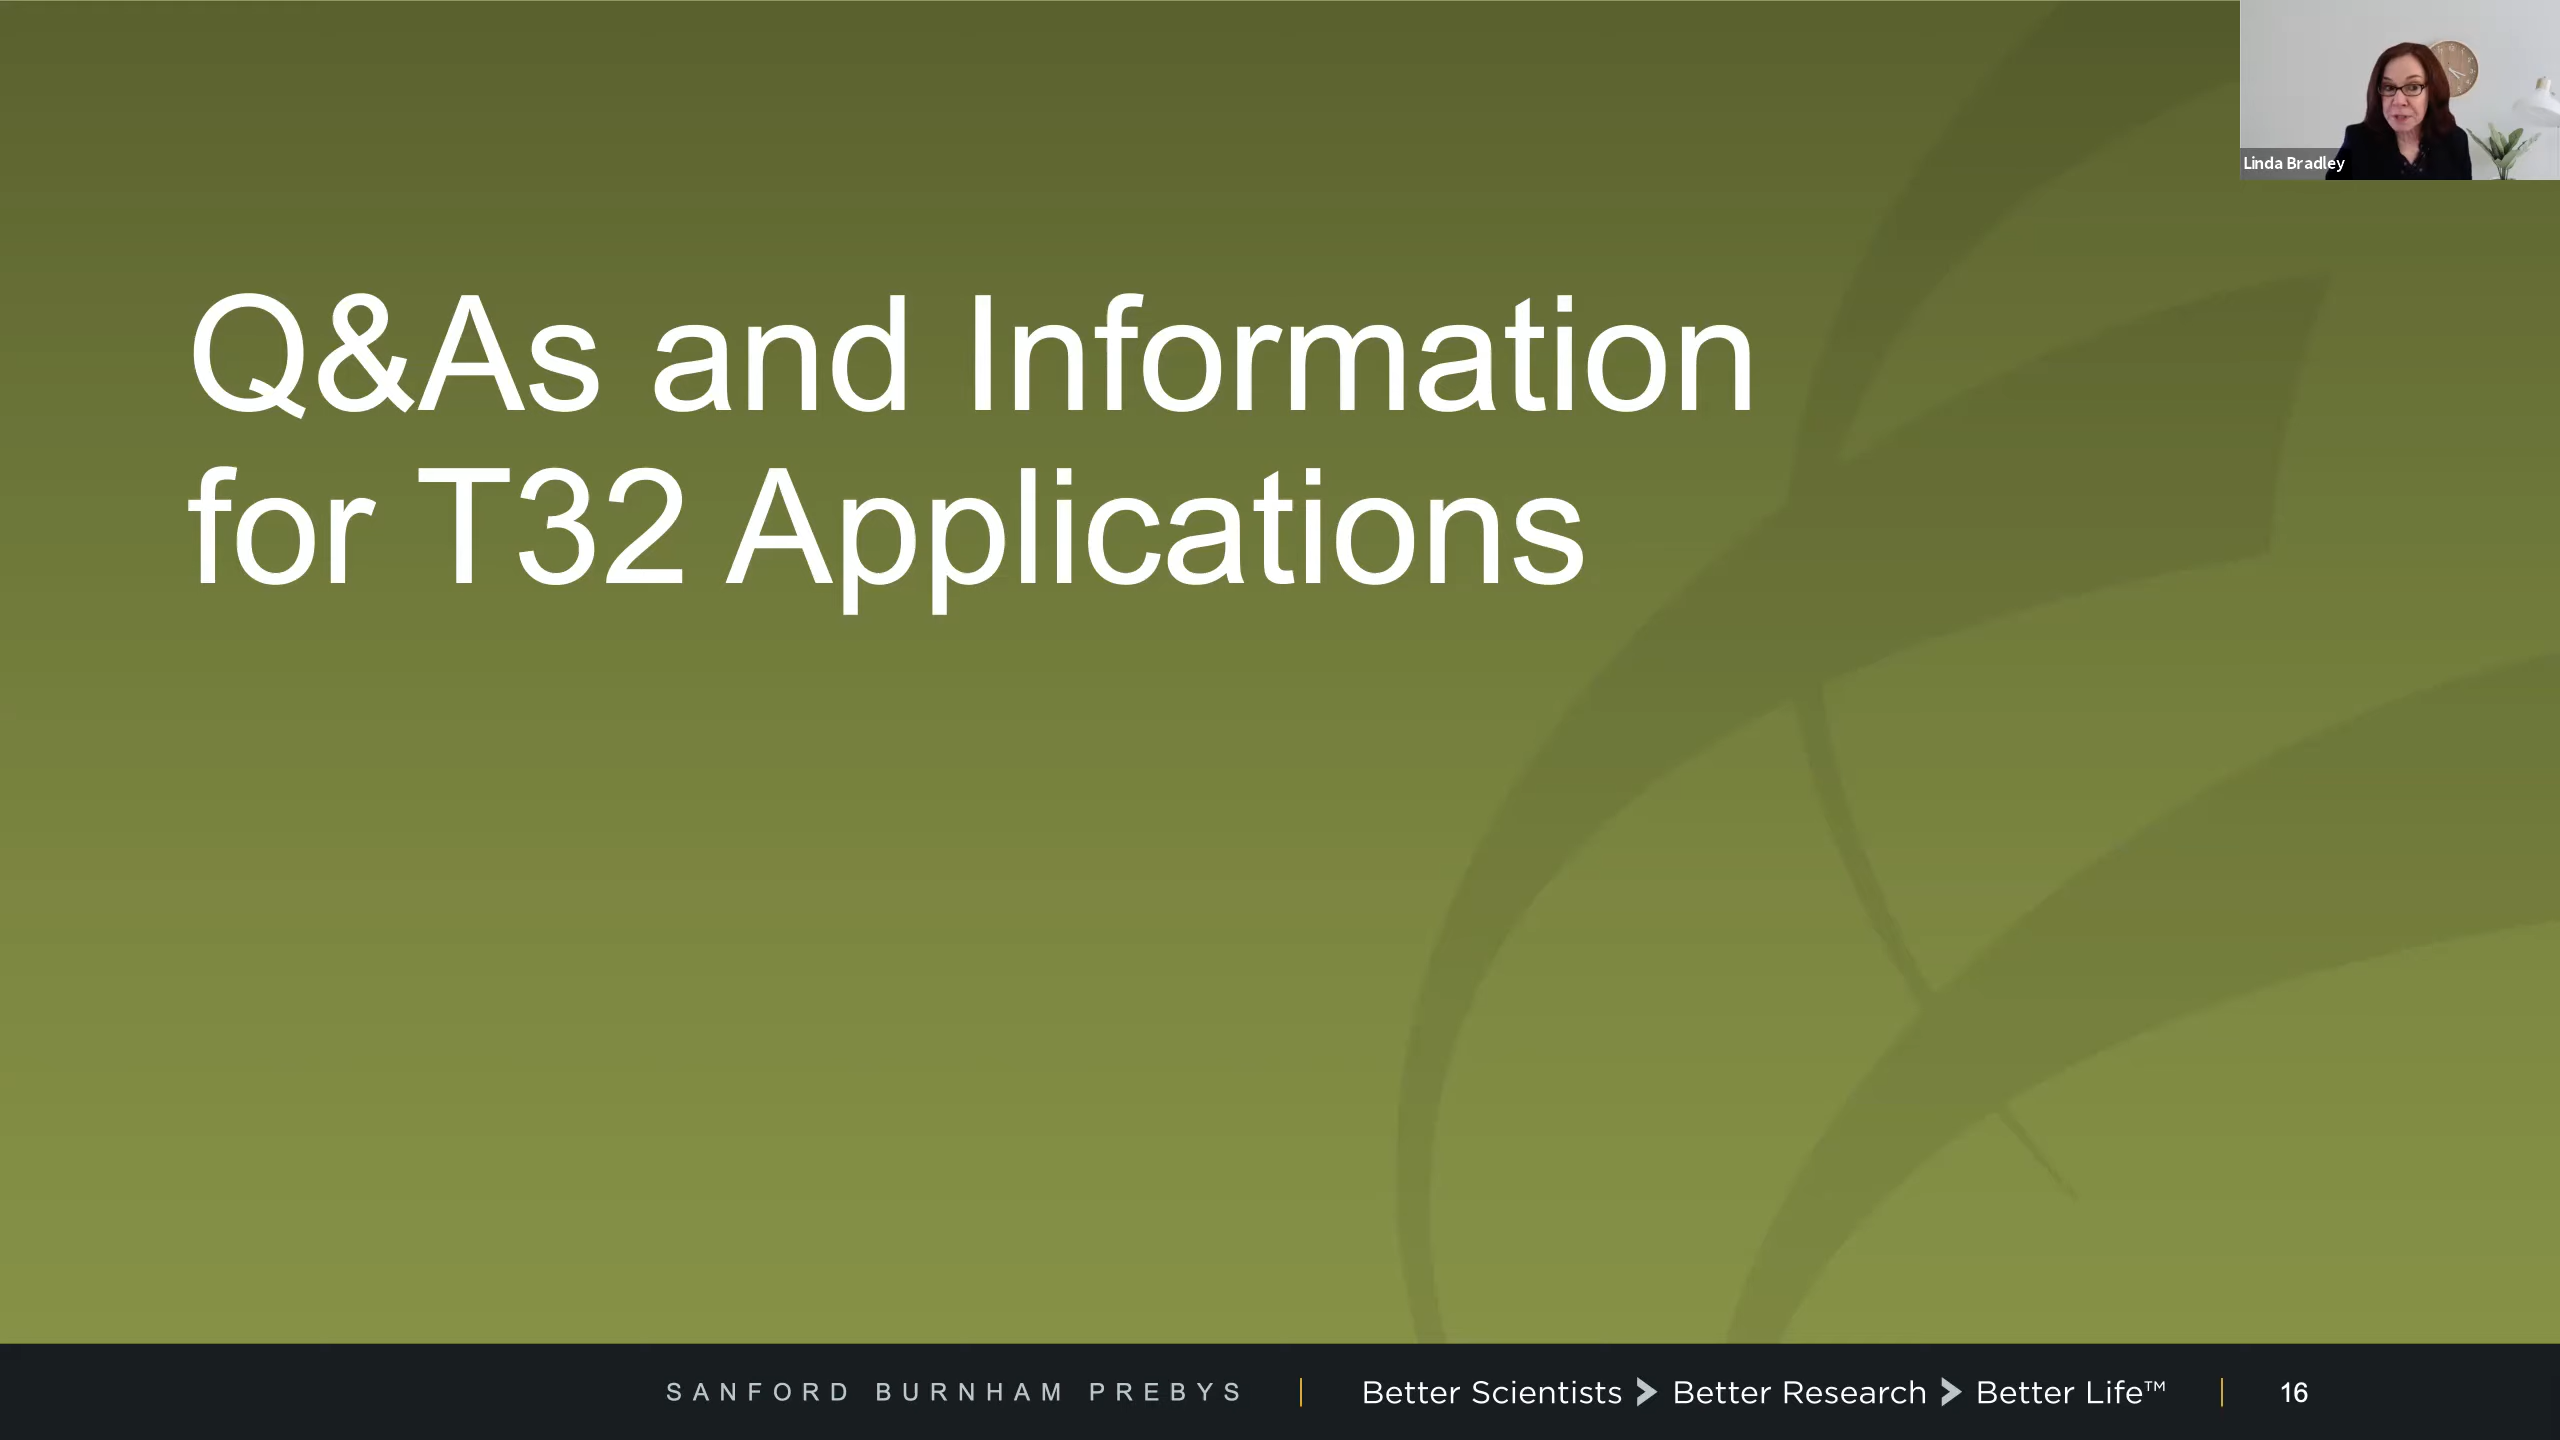 Linda Bradley
Q&As and Information
for T32 Applications
SANFORD BURNHAM PREBYS
Better Scientists > Better Research > Better Life™
16